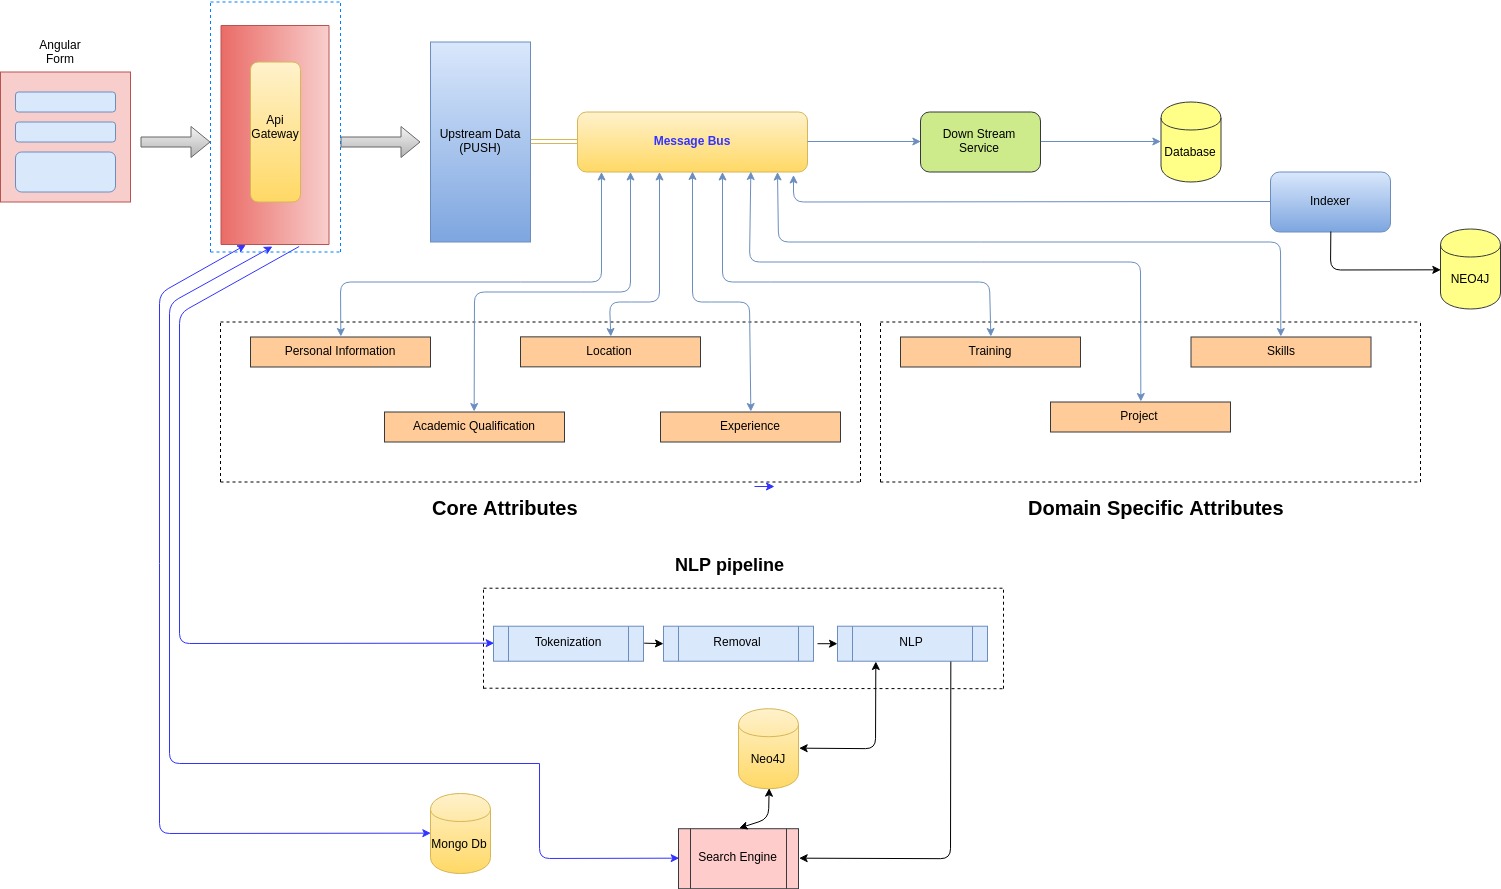 Angular
Form
Api
Gateway
Upstream Data
(PUSH)
Message Bus
Down Stream
Service
Database
Indexer
NEO4J
Personal Information
Location
Training
Skills
Academic Qualification
Experience
Project
Core Attributes
Domain Specific Attributes
NLP pipeline
Tokenization
Removal
NLP
Neo4J
Mongo Db
Search Engine